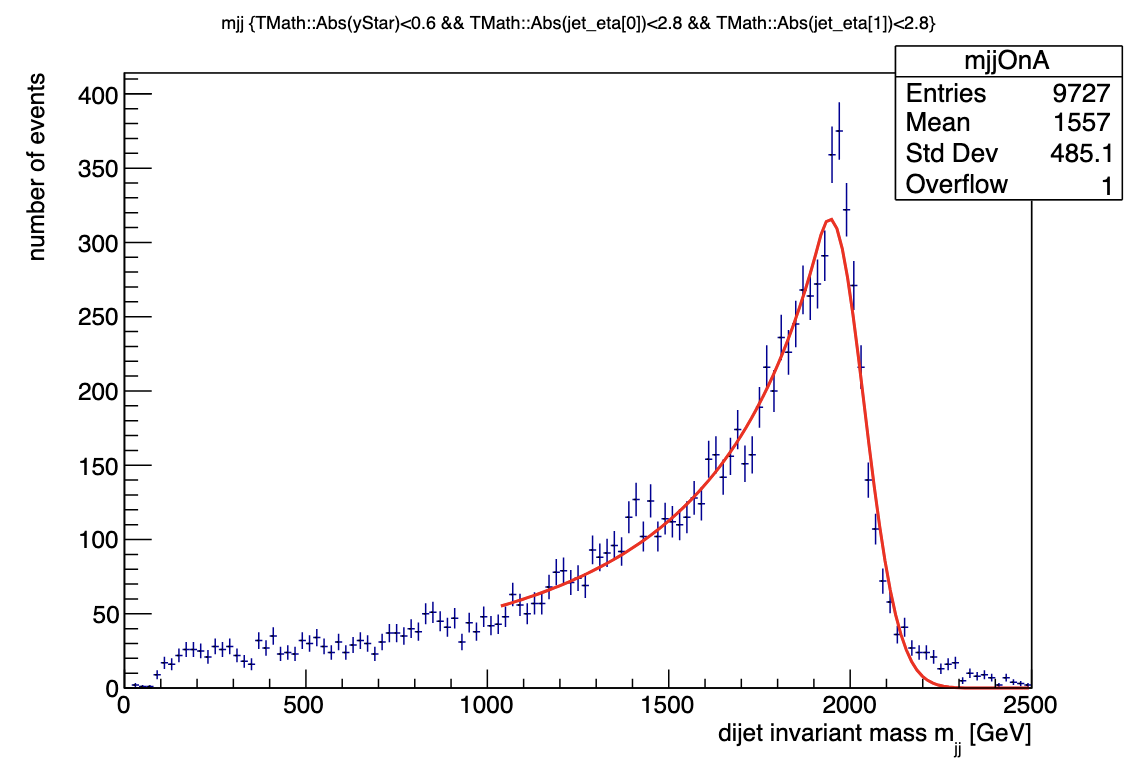 mjj {TMath::Abs(yStar)<0.6 && TMath::Abs(jet_eta[0])<2.8 && TMath::Abs(jet_eta[1])<2.8}
mjjOnA
Entries 9727
Mean 1557
Std Dev 485.1
Overflow 1
number of events
400
350
300
250
200
150
100
50
0
0 500 1000 1500 2000 2500
dijet invariant mass m_jj [GeV]